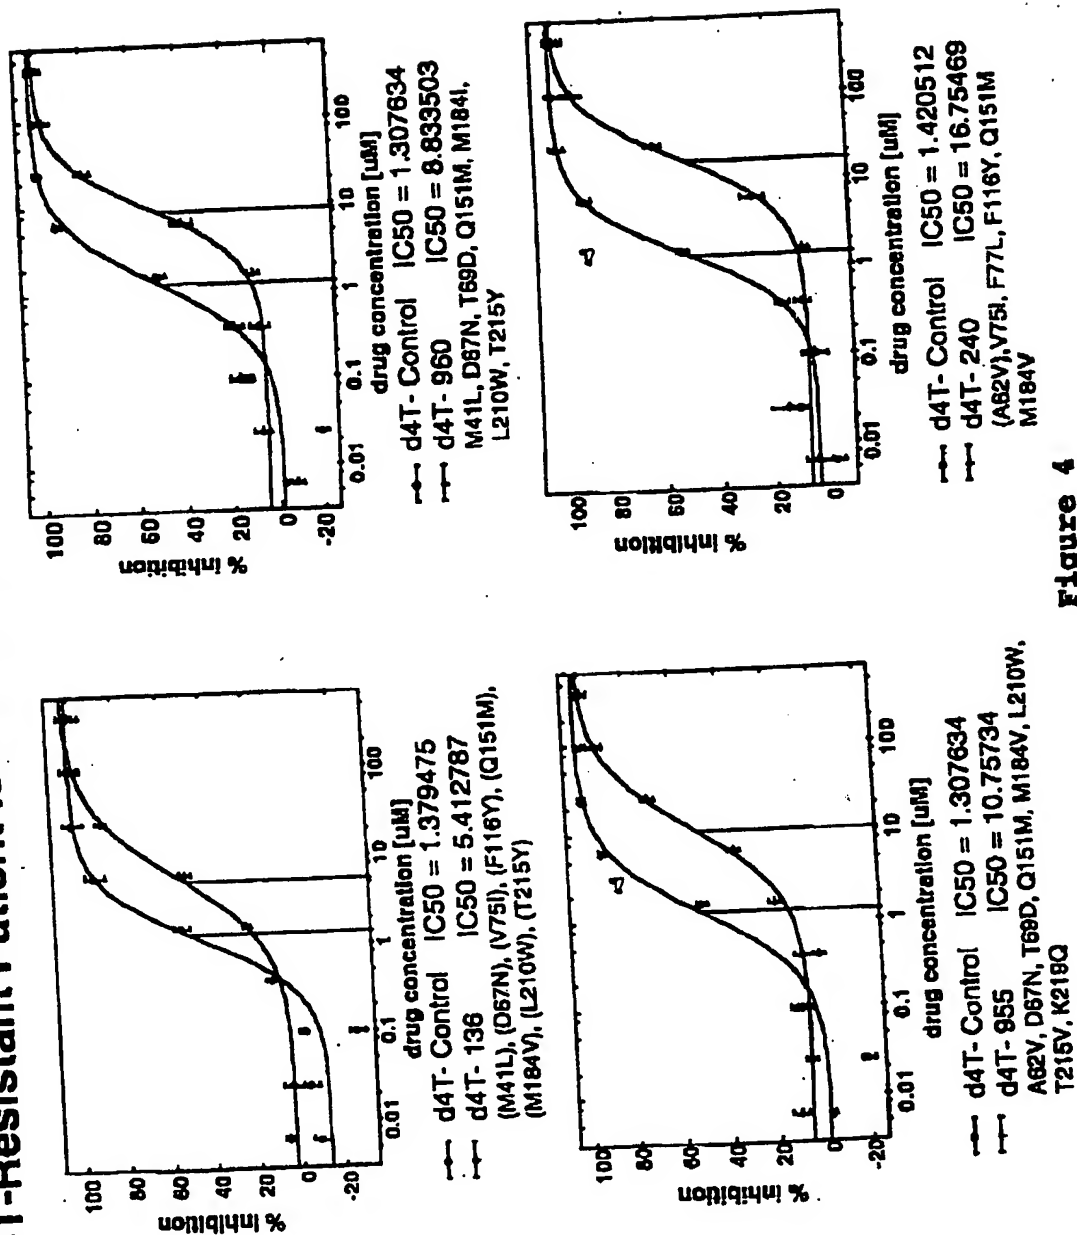 T-Resistant Patient
% inhibition
100
80
60
40
20
0
-20
0.01
0.1
1
10
100
drug concentration [uM]
d4T- Control IC50 = 1.379475
d4T- 136 IC50 = 5.412787
(M41L), (D67N), (V75I), (F116Y), (Q151M),
(M184V), (L210W), (T215Y)
% inhibition
100
80
60
40
20
0
-20
0.01
0.1
1
10
100
drug concentration [uM]
d4T- Control IC50 = 1.307634
d4T- 960 IC50 = 8.833503
M41L, D67N, T69D, Q151M, M184I,
L210W, T215Y
% inhibition
100
80
60
40
20
0
-20
0.01
0.1
1
10
100
drug concentration [uM]
d4T- Control IC50 = 1.307634
d4T- 955 IC50 = 10.75734
A62V, D67N, T69D, Q151M, M184V, L210W,
T215V, K219Q
% inhibition
100
80
60
40
20
0
0.01
0.1
1
10
100
drug concentration [uM]
d4T- Control IC50 = 1.420512
d4T- 240 IC50 = 16.75469
(A62V),V75I, F77L, F116Y, Q151M
M184V
Figure 4